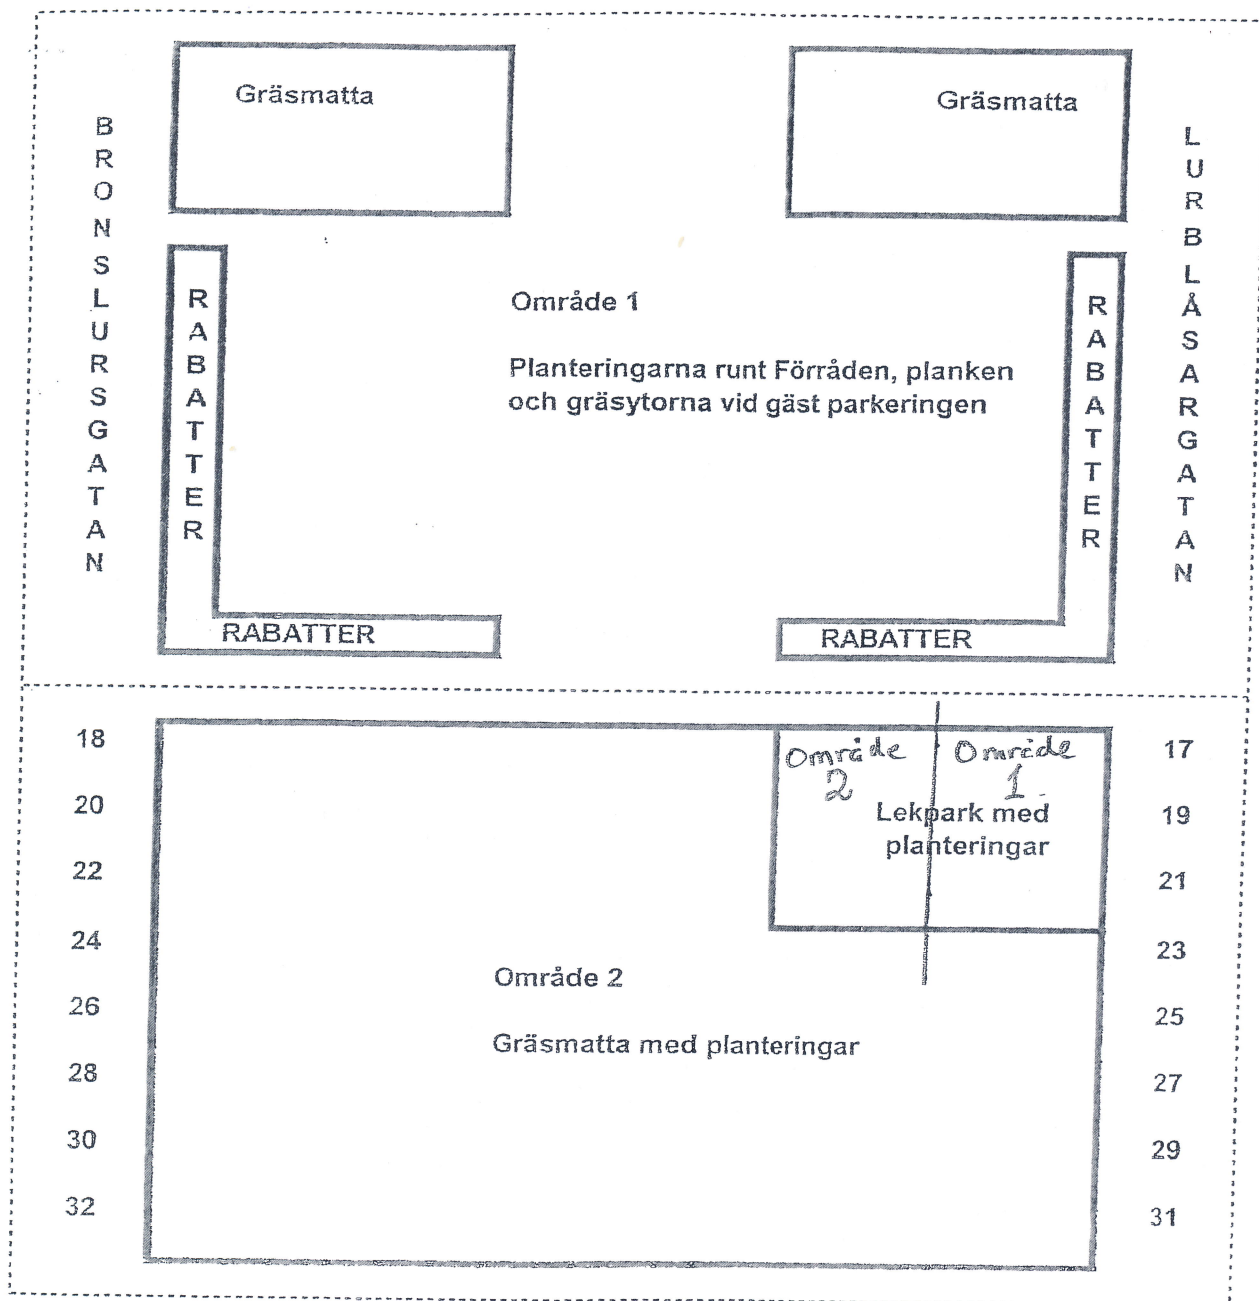 Gräsmatta
Gräsmatta
BRONSLURSGATAN
LURBLÅSARGATAN
RABATTER
RABATTER
Område 1
Planteringarna runt Förråden, planken
och gräsytorna vid gäst parkeringen
RABATTER
RABATTER
18
17
Område
2
Område
1
20
19
Lekpark med
planteringar
22
21
24
23
Område 2
26
25
Gräsmatta med planteringar
28
27
30
29
32
31